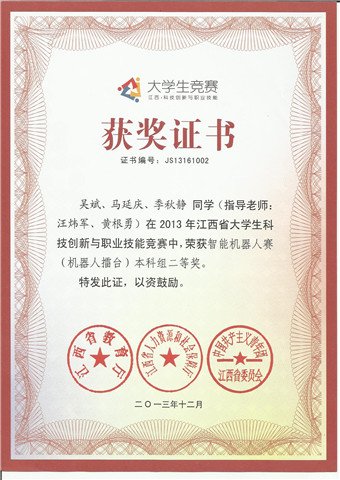 大学生竞赛
江西·科技创新与职业技能
获奖证书
证书编号：JS13161002
吴斌、马延庆、李秋静 同学（指导老师：
汪炜军、黄根勇）在 2013 年江西省大学生科
技创新与职业技能竞赛中，荣获智能机器人赛
（机器人擂台）本科组二等奖。
特发此证，以资鼓励。
江西省教育厅
江西省人力资源和社会保障厅
中国共产主义青年团
江西省委员会
二〇一三年十二月